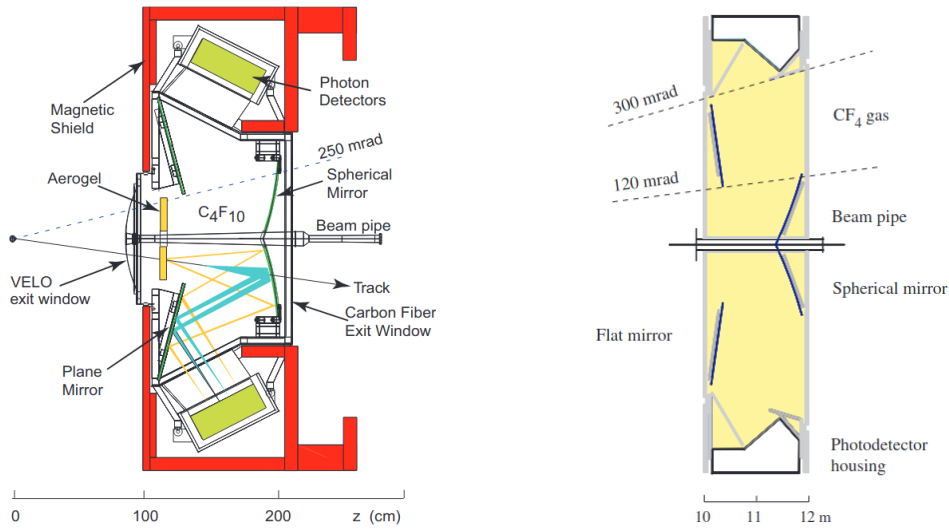 Magnetic
Shield
Photon
Detectors
Aerogel
250 mrad
Spherical
Mirror
C4F10
Beam pipe
VELO
exit window
Track
Carbon Fiber
Exit Window
Plane
Mirror
0
100
200
z (cm)
300 mrad
CF4 gas
120 mrad
Beam pipe
Spherical mirror
Flat mirror
Photodetector
housing
10
11
12 m